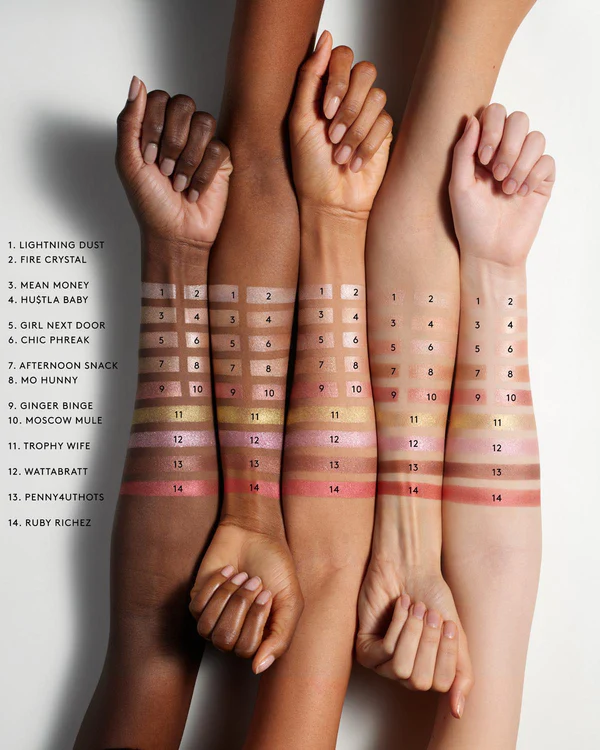 1. LIGHTNING DUST
2. FIRE CRYSTAL
3. MEAN MONEY
4. HU$TLA BABY
5. GIRL NEXT DOOR
6. CHIC PHREAK
7. AFTERNOON SNACK
8. MO HUNNY
9. GINGER BINGE
10. MOSCOW MULE
11. TROPHY WIFE
12. WATTABRATT
13. PENNY4UTHOTS
14. RUBY RICHEZ
1 2 1 2 1 2 1 2 1 2
3 4 3 4 3 4 3 4 3 4
5 6 5 6 5 6 5 6 5 6
7 8 7 8 7 8 7 8 7 8
9 10 9 10 9 10 9 10 9 10
11 11 11 11 11
12 12 12 12 12
13 13 13 13 13
14 14 14 14 14